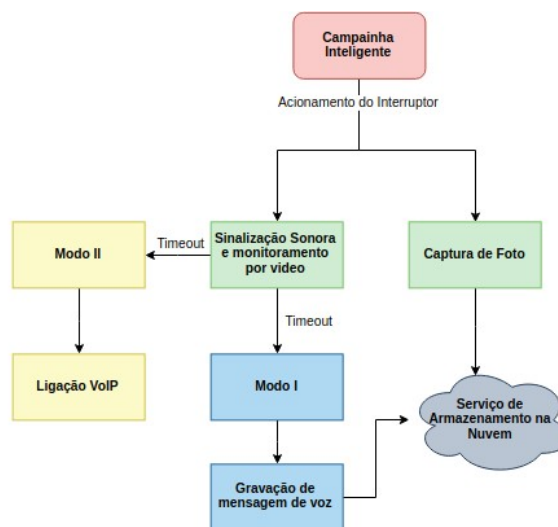 Campainha
Inteligente
Acionamento do Interruptor
Timeout
Modo II
Sinalização Sonora
e monitoramento
por video
Captura de Foto
Timeout
Ligação VoIP
Modo I
Serviço de
Armazenamento na
Nuvem
Gravação de
mensagem de voz